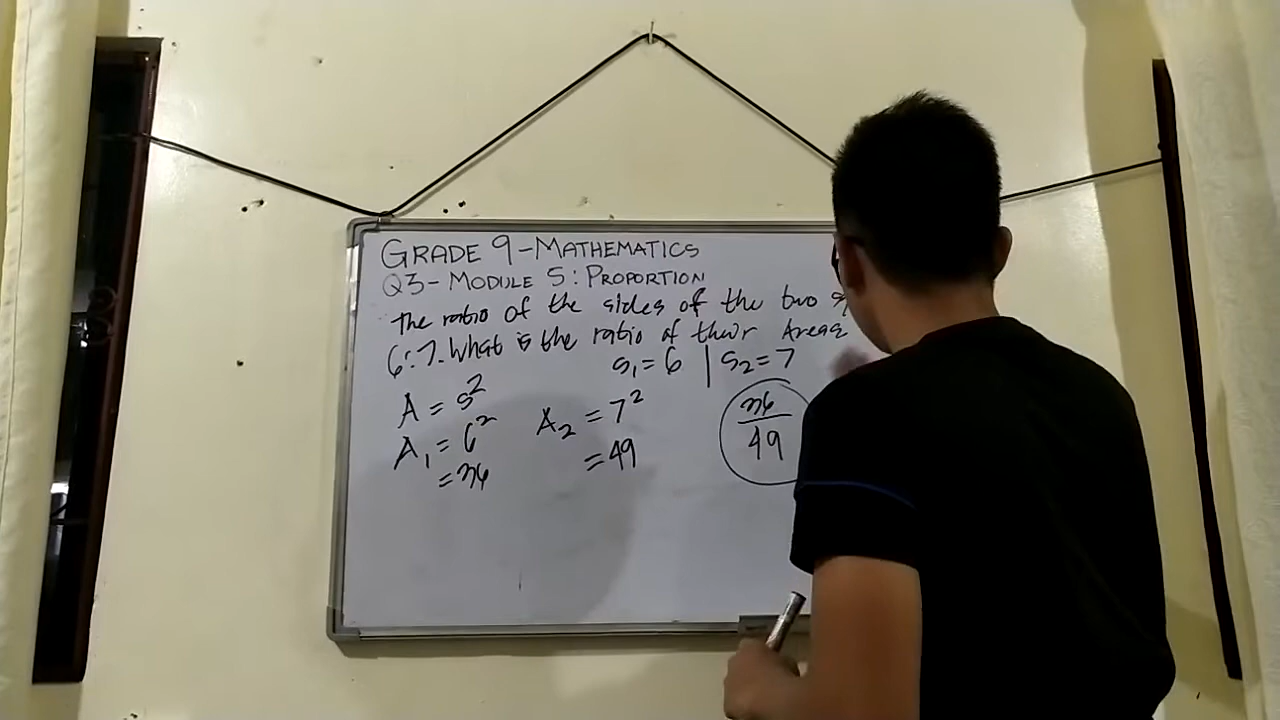 GRADE 9-MATHEMATICS
Q3- MODULE 5: PROPORTION
The ratio of the sides of the two
6:7. What is the ratio of their Areas
S₁ = 6 | S₂ = 7
A = s²
A₁ = 6²
= 36
A₂ = 7²
= 49
36
49